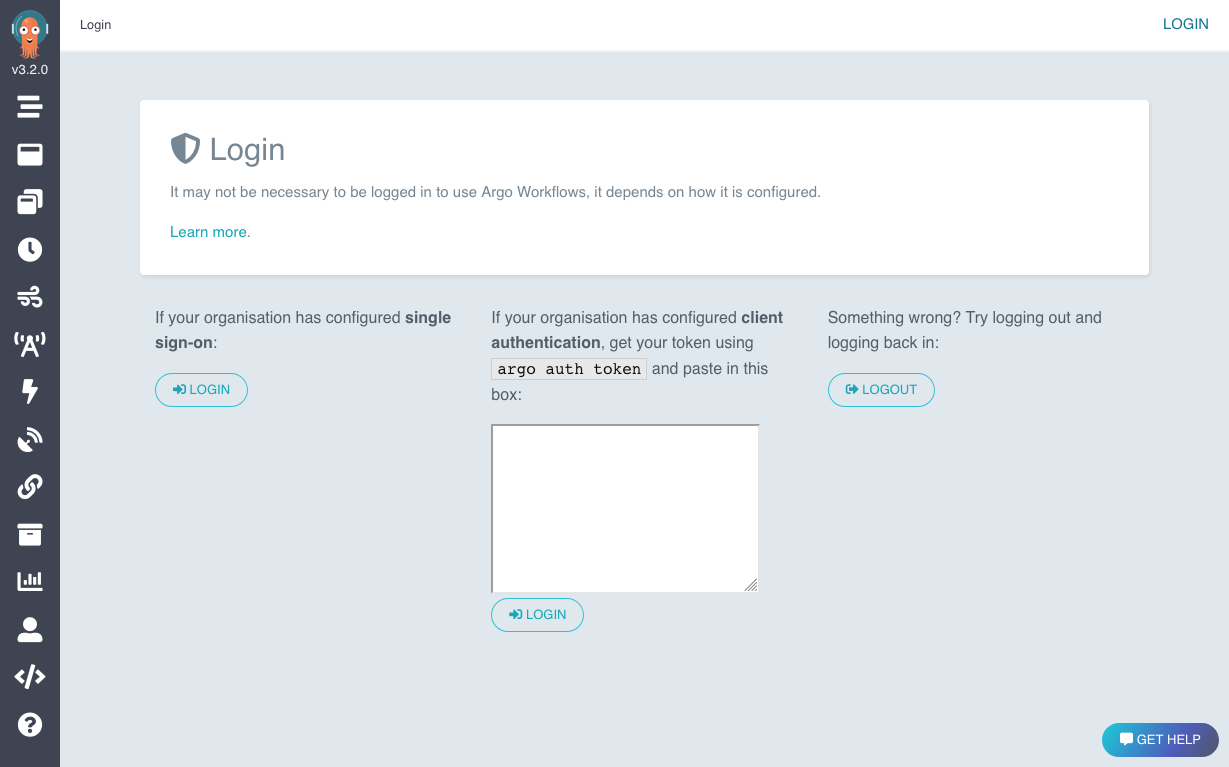 v3.2.0
Login
LOGIN
Login
It may not be necessary to be logged in to use Argo Workflows, it depends on how it is configured.
Learn more.
If your organisation has configured single
sign-on:
LOGIN
If your organisation has configured client
authentication, get your token using
argo auth token and paste in this
box:
LOGIN
Something wrong? Try logging out and
logging back in:
LOGOUT
GET HELP